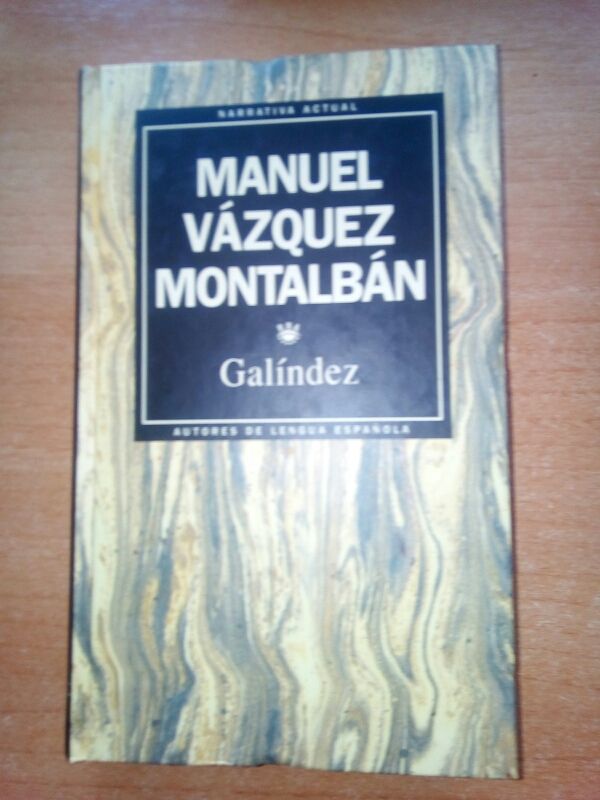 NARRATIVA ACTUAL
MANUEL
VÁZQUEZ
MONTALBÁN
Galíndez
AUTORES DE LENGUA ESPAÑOLA